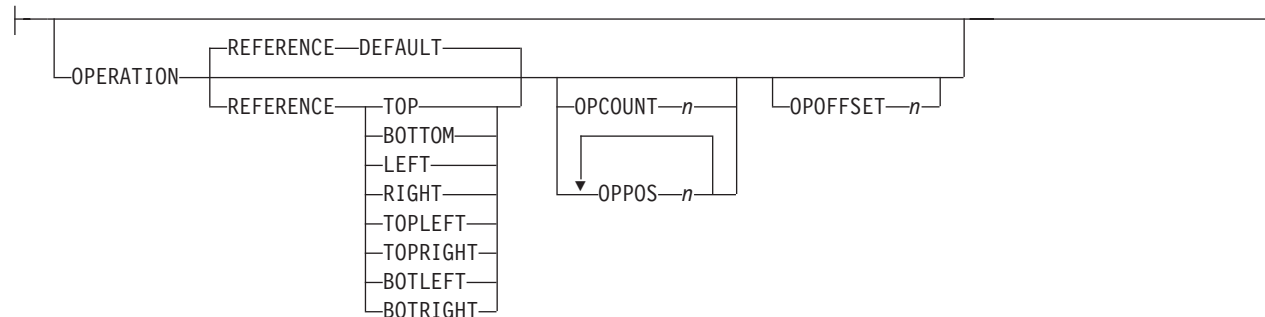 REFERENCE DEFAULT
OPERATION
REFERENCE TOP OPCOUNT n OPOFFSET n
BOTTOM
LEFT
RIGHT OPPOS n
TOPLEFT
TOPRIGHT
BOTLEFT
BOTRIGHT